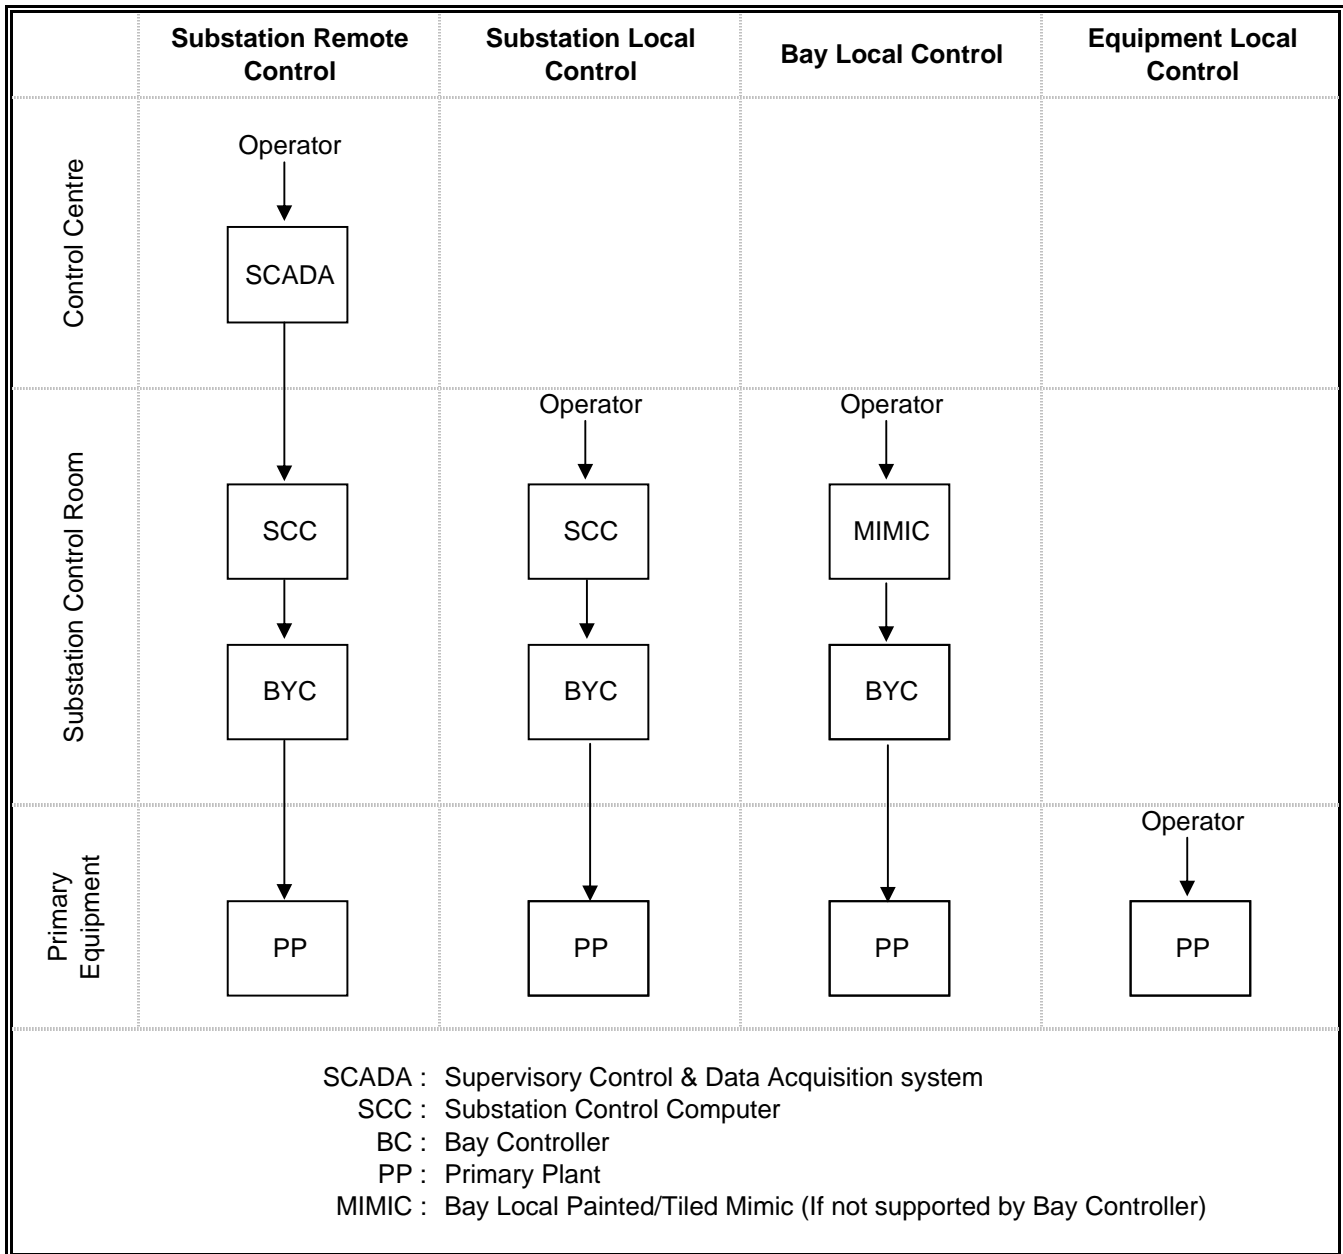 Substation Remote
Control
Substation Local
Control
Bay Local Control
Equipment Local
Control
Control Centre
Operator
SCADA
Substation Control Room
Operator
Operator
SCC
SCC
MIMIC
BYC
BYC
BYC
Primary
Equipment
Operator
PP
PP
PP
PP
SCADA : Supervisory Control & Data Acquisition system
SCC : Substation Control Computer
BC : Bay Controller
PP : Primary Plant
MIMIC : Bay Local Painted/Tiled Mimic (If not supported by Bay Controller)